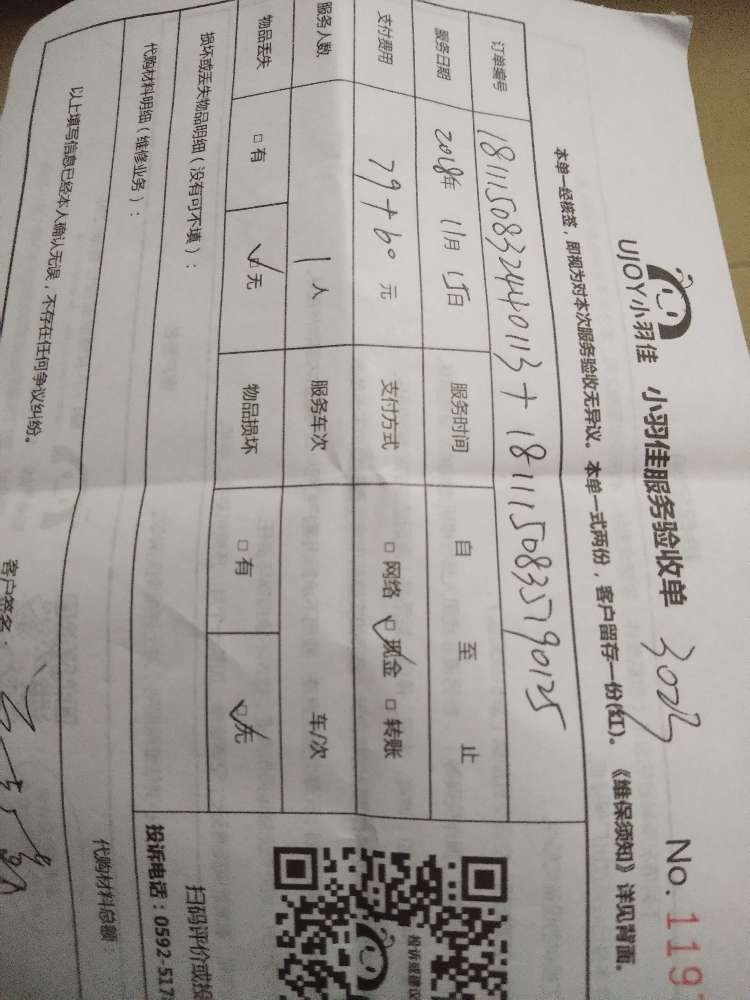 UJOY小羽佳 小羽佳服务验收单 No.119
本单一经核签，即视为对本次服务验收无异议。本单一式两份，客户留存一份(红)。《维保须知》详见背面。
订单编号 1811150832440113+1811150835790125
服务日期 2018年 11月 15日 服务时间 自 至 止
支付费用 79+60 元 支付方式 □网络 ☑现金 □转账
服务人数 1 人 服务车次 车/次
物品丢失 □有 ☑无 物品损坏 □有 ☑无
损坏或丢失物品明细（没有可不填）：
代购材料明细（维修业务）： 代购材料总额：
以上填写信息已经本人确认无误，不存在任何争议纠纷。
客户签名：
投诉或建议
扫码评价或投
投诉电话：0592-517